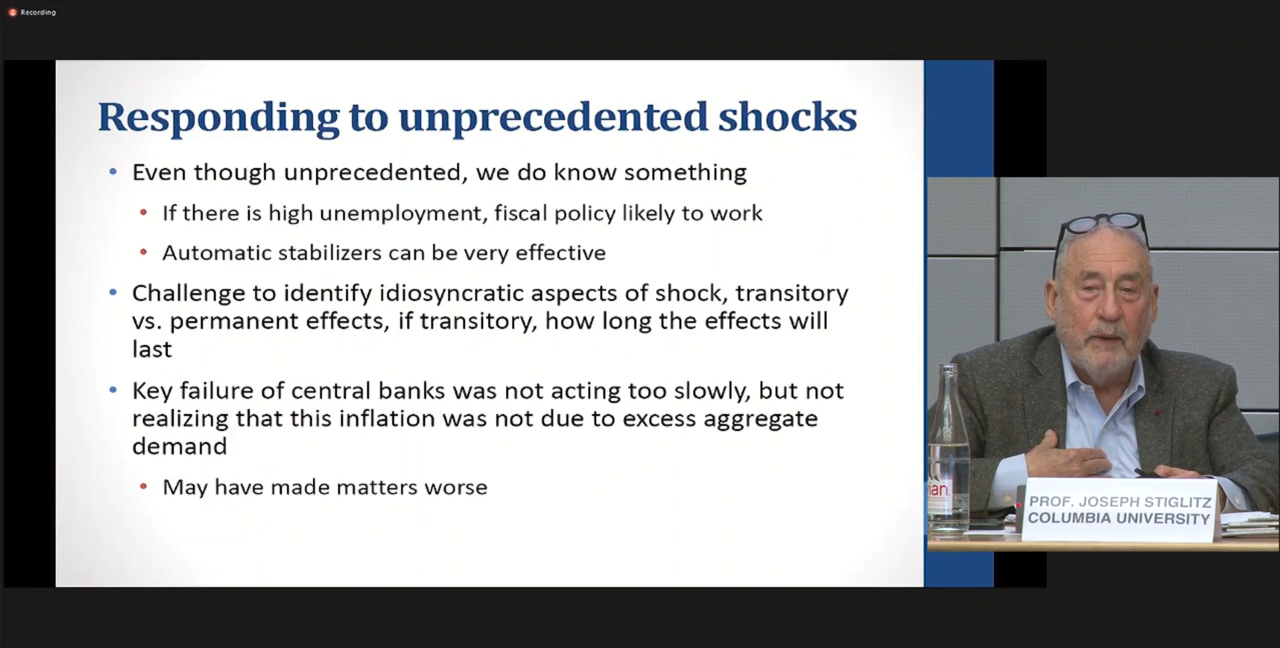 Recording
Responding to unprecedented shocks
• Even though unprecedented, we do know something
• If there is high unemployment, fiscal policy likely to work
• Automatic stabilizers can be very effective
• Challenge to identify idiosyncratic aspects of shock, transitory
vs. permanent effects, if transitory, how long the effects will
last
• Key failure of central banks was not acting too slowly, but not
realizing that this inflation was not due to excess aggregate
demand
• May have made matters worse
ian
PROF. JOSEPH STIGLITZ
COLUMBIA UNIVERSITY